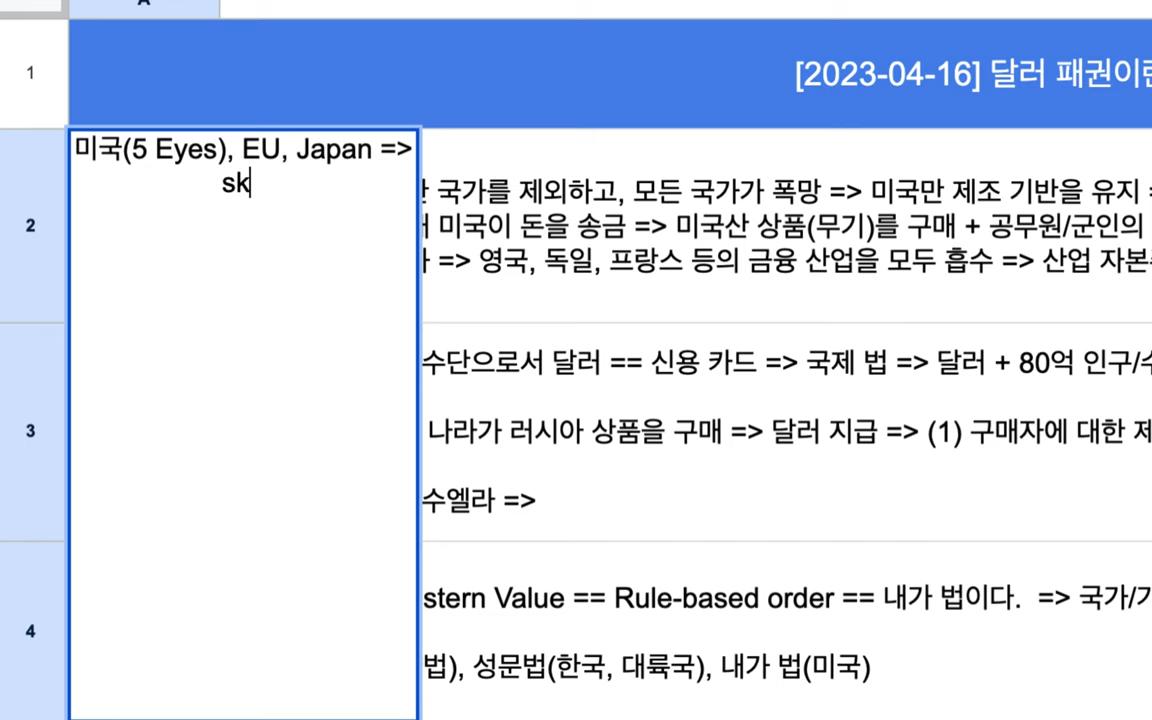 A
1
[2023-04-16] 달러 패권이란
2
미국(5 Eyes), EU, Japan =>
sk
국가를 제외하고, 모든 국가가 폭망 => 미국만 제조 기반을 유지
미국이 돈을 송금 => 미국산 상품(무기)를 구매 + 공무원/군인의
=> 영국, 독일, 프랑스 등의 금융 산업을 모두 흡수 => 산업 자본
3
수단으로서 달러 == 신용 카드 => 국제 법 => 달러 + 80억 인구/
나라가 러시아 상품을 구매 => 달러 지급 => (1) 구매자에 대한 제
수엘라 =>
4
stern Value == Rule-based order == 내가 법이다. => 국가/
법), 성문법(한국, 대륙국), 내가 법(미국)